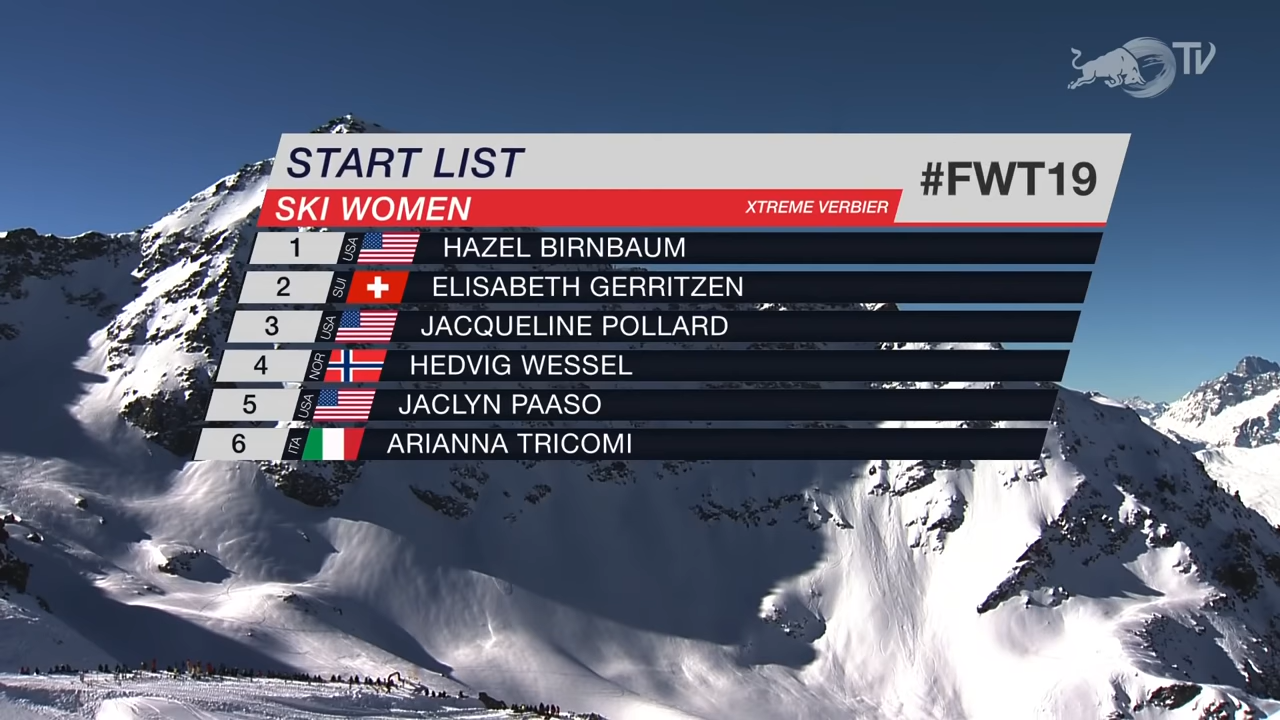 TV
START LIST
#FWT19
SKI WOMEN
XTREME VERBIER
1 USA HAZEL BIRNBAUM
2 SUI ELISABETH GERRITZEN
3 USA JACQUELINE POLLARD
4 NOR HEDVIG WESSEL
5 USA JACLYN PAASO
6 ITA ARIANNA TRICOMI